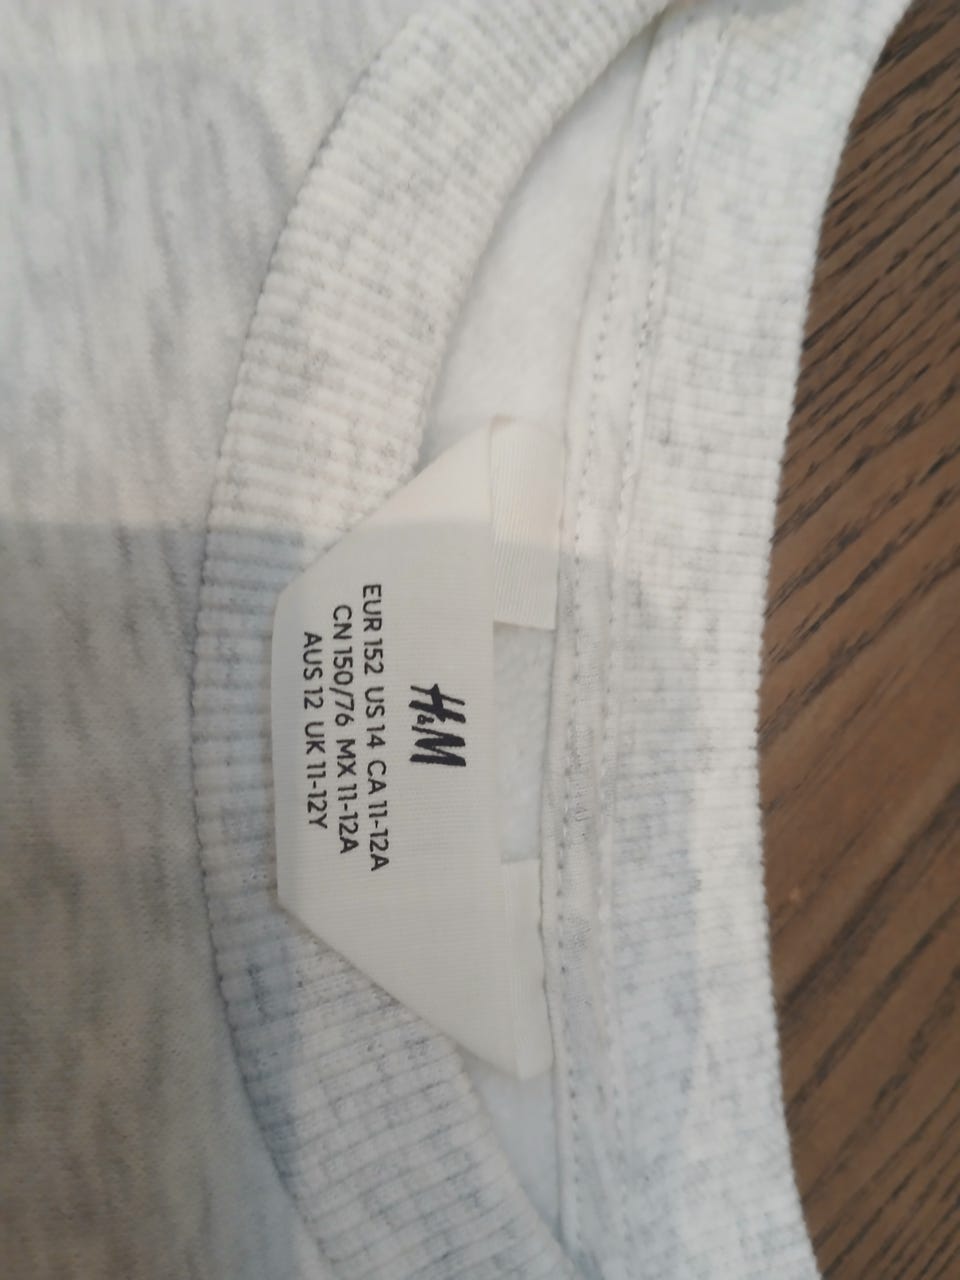 H&M
EUR 152 US 14 CA 11-12A
CN 150/76 MX 11-12A
AUS 12 UK 11-12Y